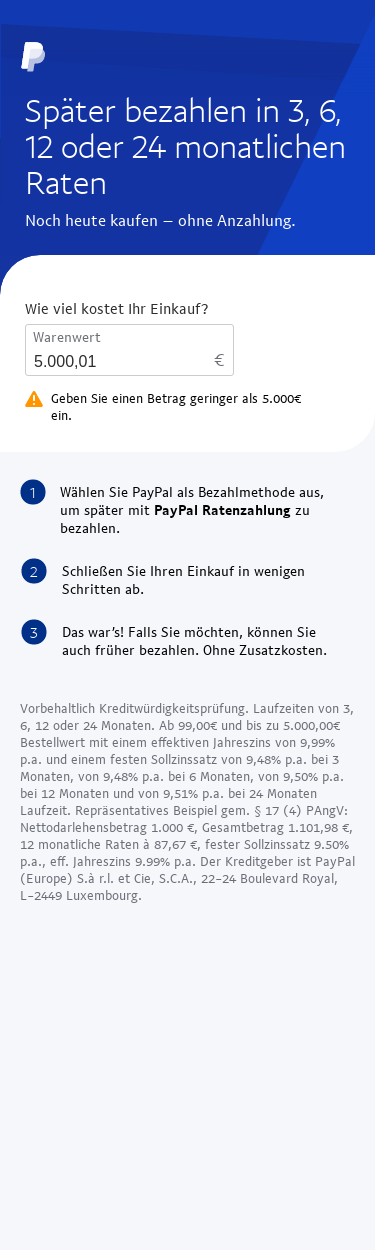 Später bezahlen in 3, 6,
12 oder 24 monatlichen
Raten
Noch heute kaufen – ohne Anzahlung.
Wie viel kostet Ihr Einkauf?
Warenwert
5.000,01 €
Geben Sie einen Betrag geringer als 5.000€
ein.
1 Wählen Sie PayPal als Bezahlmethode aus,
um später mit PayPal Ratenzahlung zu
bezahlen.
2 Schließen Sie Ihren Einkauf in wenigen
Schritten ab.
3 Das war's! Falls Sie möchten, können Sie
auch früher bezahlen. Ohne Zusatzkosten.
Vorbehaltlich Kreditwürdigkeitsprüfung. Laufzeiten von 3,
6, 12 oder 24 Monaten. Ab 99,00€ und bis zu 5.000,00€
Bestellwert mit einem effektiven Jahreszins von 9,99%
p.a. und einem festen Sollzinssatz von 9,48% p.a. bei 3
Monaten, von 9,48% p.a. bei 6 Monaten, von 9,50% p.a.
bei 12 Monaten und von 9,51% p.a. bei 24 Monaten
Laufzeit. Repräsentatives Beispiel gem. § 17 (4) PAngV:
Nettodarlehensbetrag 1.000 €, Gesamtbetrag 1.101,98 €,
12 monatliche Raten à 87,67 €, fester Sollzinssatz 9.50%
p.a., eff. Jahreszins 9.99% p.a. Der Kreditgeber ist PayPal
(Europe) S.à r.l. et Cie, S.C.A., 22-24 Boulevard Royal,
L-2449 Luxembourg.